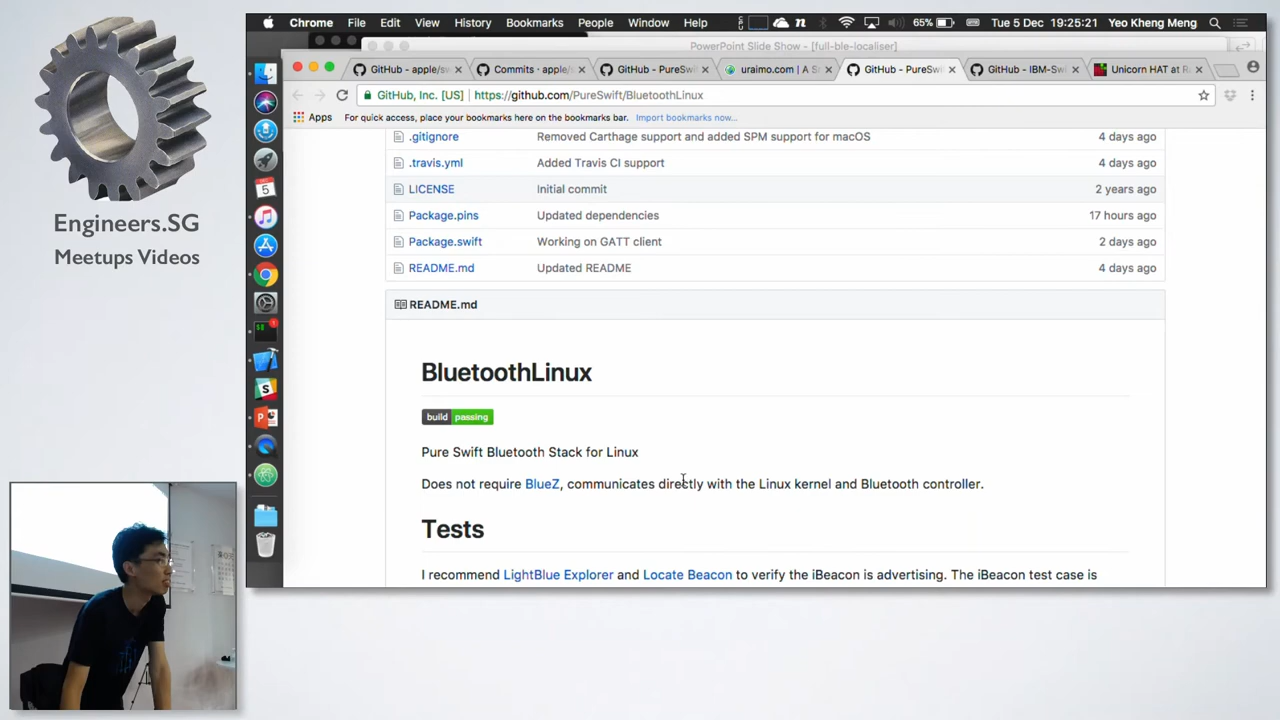 Engineers.SG
Meetups Videos
Chrome File Edit View History Bookmarks People Window Help 65% Tue 5 Dec 19:25:21 Yeo Kheng Meng
PowerPoint Slide Show - [full-ble-localiser]
GitHub - apple/sw GitHub Commits · apple/s GitHub - PureSwi uraimo.com | A S GitHub - PureSwi GitHub - IBM-Sw Unicorn HAT at R
GitHub, Inc. [US] https://github.com/PureSwift/BluetoothLinux
Apps For quick access, place your bookmarks here on the bookmarks bar. Import bookmarks now...
.gitignore Removed Carthage support and added SPM support for macOS 4 days ago
.travis.yml Added Travis CI support 4 days ago
LICENSE Initial commit 2 years ago
Package.pins Updated dependencies 17 hours ago
Package.swift Working on GATT client 2 days ago
README.md Updated README 4 days ago
README.md
BluetoothLinux
build passing
Pure Swift Bluetooth Stack for Linux
Does not require BlueZ, communicates directly with the Linux kernel and Bluetooth controller.
Tests
I recommend LightBlue Explorer and Locate Beacon to verify the iBeacon is advertising. The iBeacon test case is